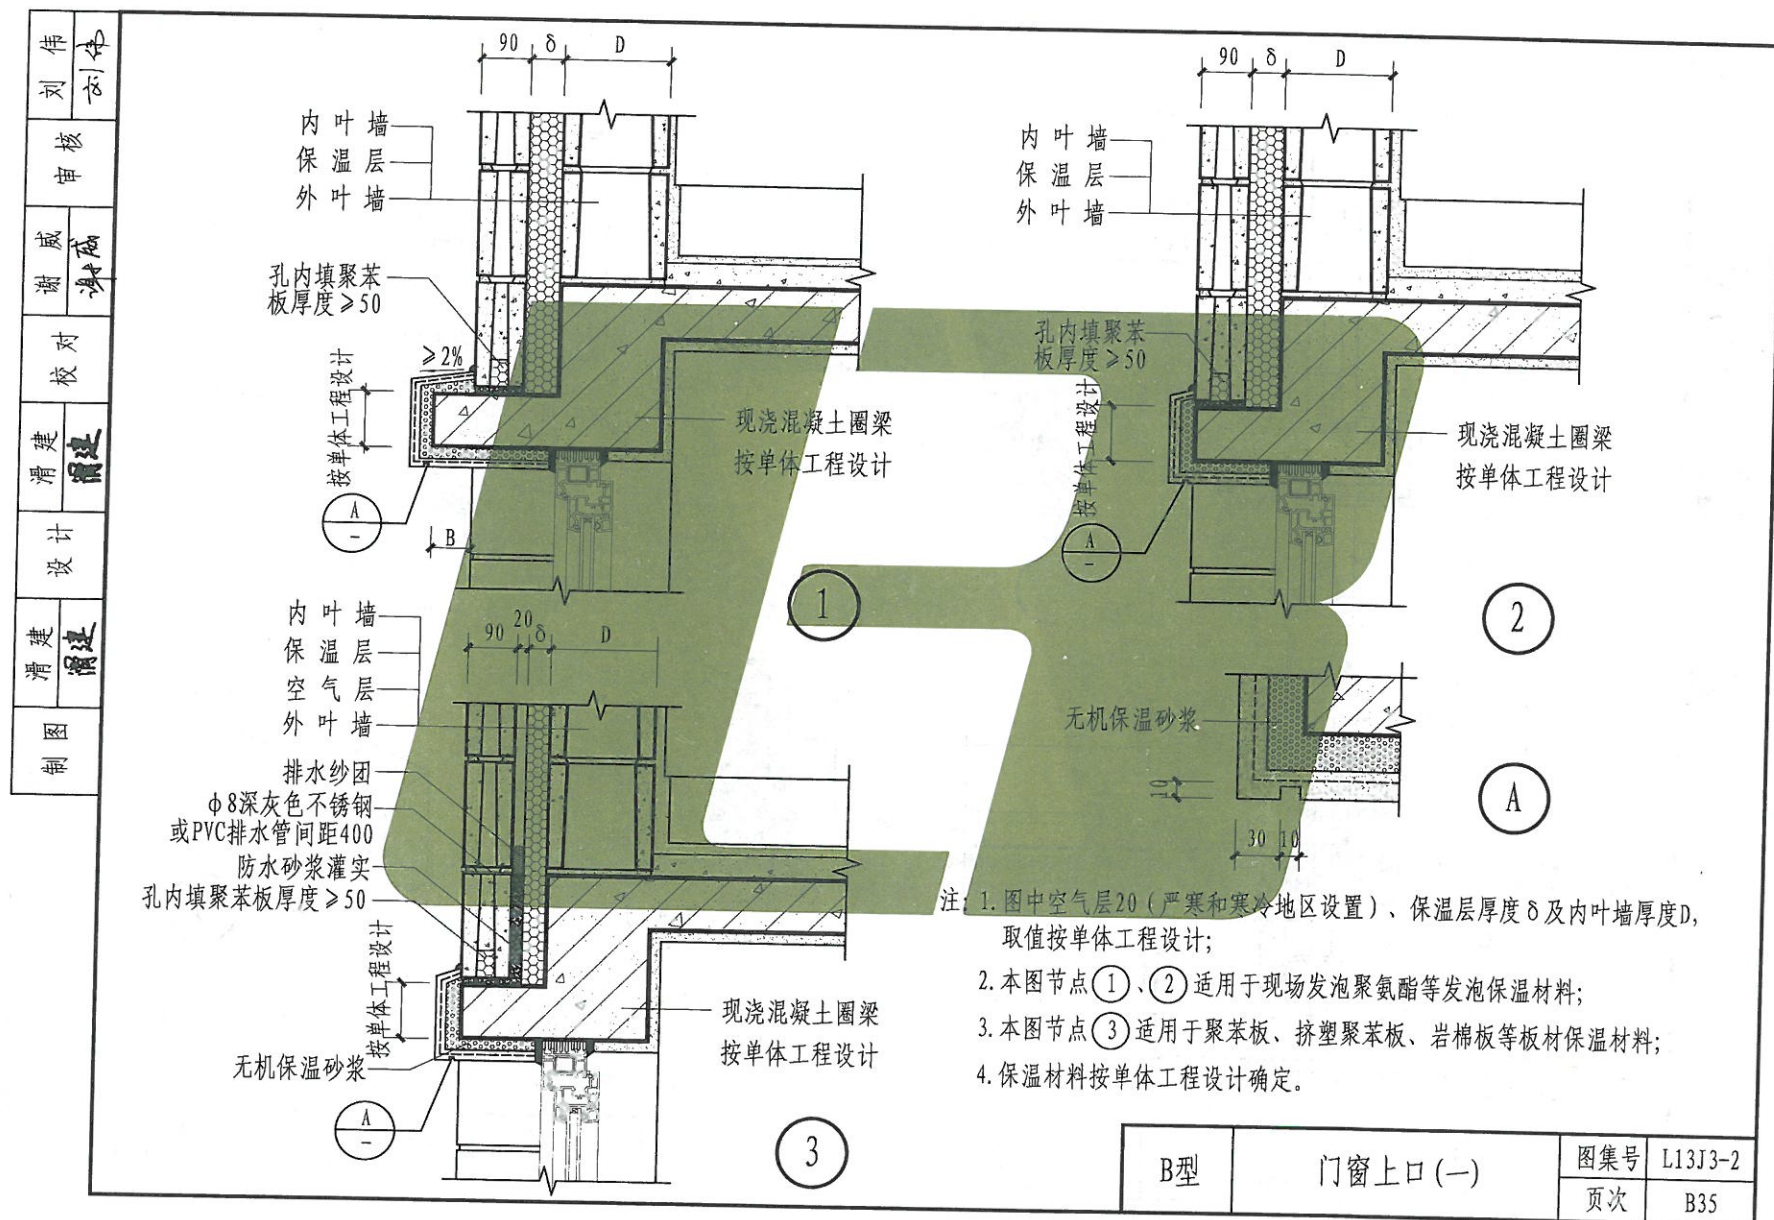 刘 伟
刘伟
审 核
谢 威
谢威
校 对
滑 建
滑建
设 计
滑 建
滑建
制 图
90 δ D
内 叶 墙
保 温 层
外 叶 墙
孔内填聚苯
板厚度≥50
≥2%
按单体工程设计
现浇混凝土圈梁
按单体工程设计
A
-
B
1
90 δ D
内 叶 墙
保 温 层
外 叶 墙
孔内填聚苯
板厚度≥50
按单体工程设计
现浇混凝土圈梁
按单体工程设计
A
-
2
内 叶 墙
保 温 层
空 气 层
外 叶 墙
90 20 δ D
排水纱团
φ8深灰色不锈钢
或PVC排水管间距400
防水砂浆灌实
孔内填聚苯板厚度≥50
按单体工程设计
无机保温砂浆
现浇混凝土圈梁
按单体工程设计
A
-
3
无机保温砂浆
10
30 10
A
注: 1. 图中空气层20（严寒和寒冷地区设置）、保温层厚度δ及内叶墙厚度D,
取值按单体工程设计;
2. 本图节点①、②适用于现场发泡聚氨酯等发泡保温材料;
3. 本图节点③适用于聚苯板、挤塑聚苯板、岩棉板等板材保温材料;
4. 保温材料按单体工程设计确定。
B型
门窗上口(一)
图集号 L13J3-2
页次 B35